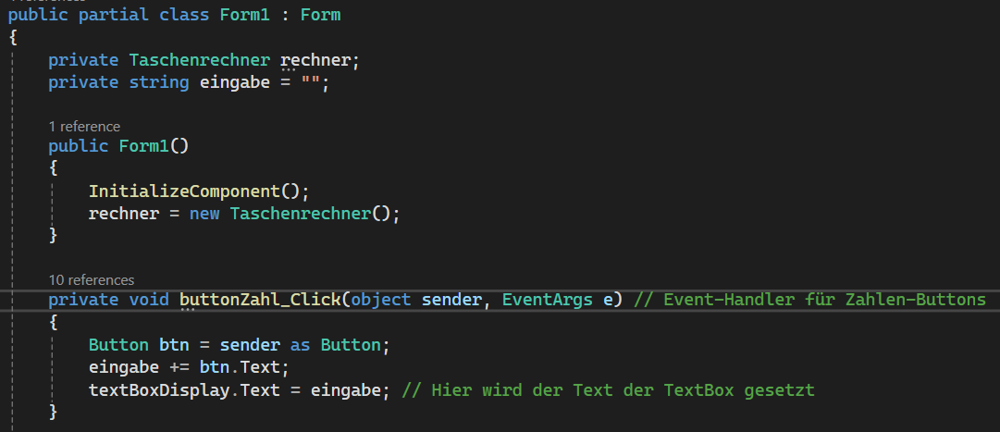 public partial class Form1 : Form
{
private Taschenrechner rechner;
private string eingabe = "";
1 reference
public Form1()
{
InitializeComponent();
rechner = new Taschenrechner();
}
10 references
private void buttonZahl_Click(object sender, EventArgs e) // Event-Handler für Zahlen-Buttons
{
Button btn = sender as Button;
eingabe += btn.Text;
textBoxDisplay.Text = eingabe; // Hier wird der Text der TextBox gesetzt
}